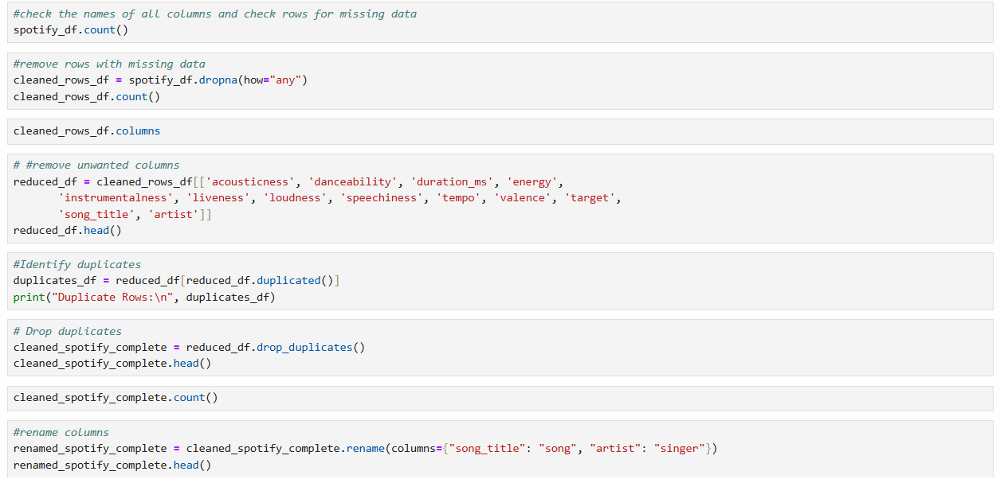 #check the names of all columns and check rows for missing data
spotify_df.count()
#remove rows with missing data
cleaned_rows_df = spotify_df.dropna(how="any")
cleaned_rows_df.count()
cleaned_rows_df.columns
# #remove unwanted columns
reduced_df = cleaned_rows_df[['acousticness', 'danceability', 'duration_ms', 'energy',
       'instrumentalness', 'liveness', 'loudness', 'speechiness', 'tempo', 'valence', 'target',
       'song_title', 'artist']]
reduced_df.head()
#Identify duplicates
duplicates_df = reduced_df[reduced_df.duplicated()]
print("Duplicate Rows:\n", duplicates_df)
# Drop duplicates
cleaned_spotify_complete = reduced_df.drop_duplicates()
cleaned_spotify_complete.head()
cleaned_spotify_complete.count()
#rename columns
renamed_spotify_complete = cleaned_spotify_complete.rename(columns={"song_title": "song", "artist": "singer"})
renamed_spotify_complete.head()